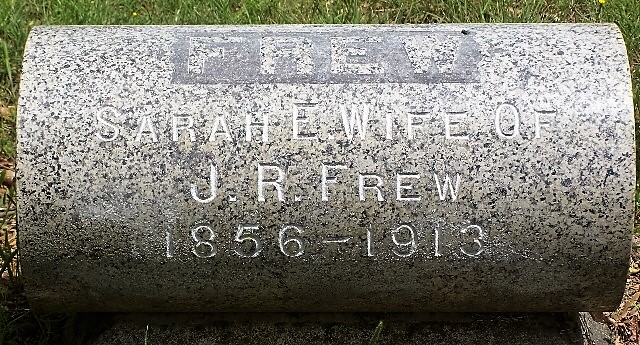 FREW
SARAH E. WIFE OF
J. R. FREW
1856-1913